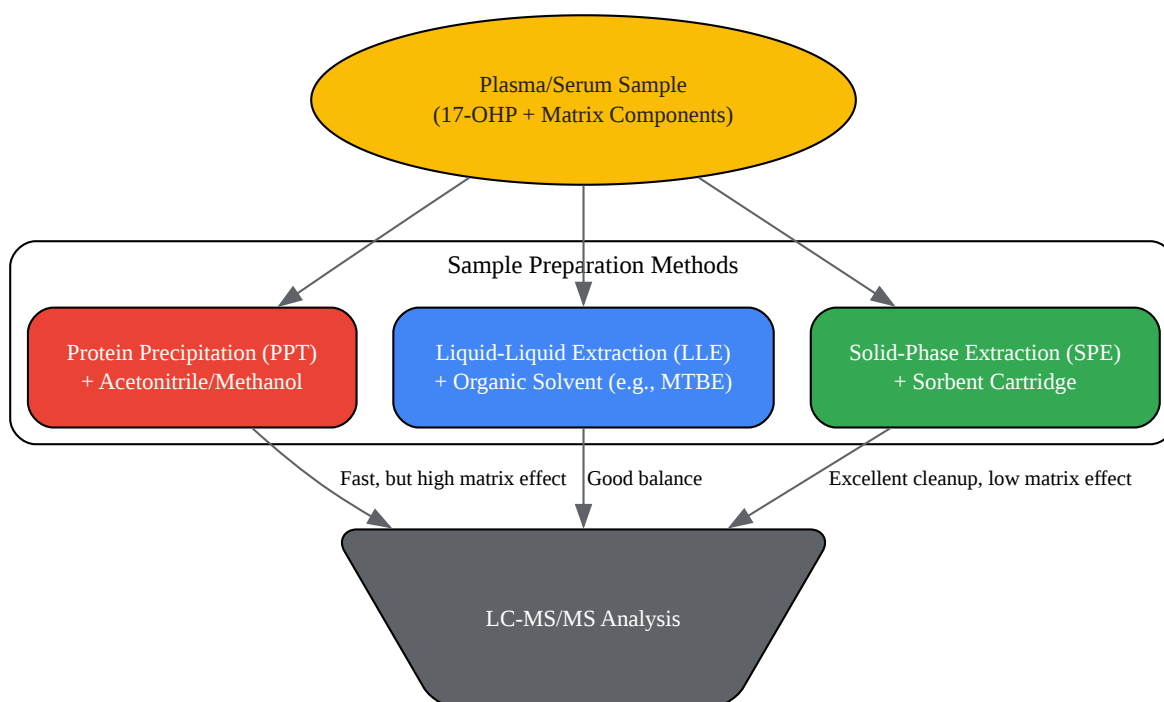 Plasma/Serum Sample
(17-OHP + Matrix Components)
Sample Preparation Methods
Protein Precipitation (PPT)
+ Acetonitrile/Methanol
Liquid-Liquid Extraction (LLE)
+ Organic Solvent (e.g., MTBE)
Solid-Phase Extraction (SPE)
+ Sorbent Cartridge
Fast, but high matrix effect
Good balance
Excellent cleanup, low matrix effect
LC-MS/MS Analysis